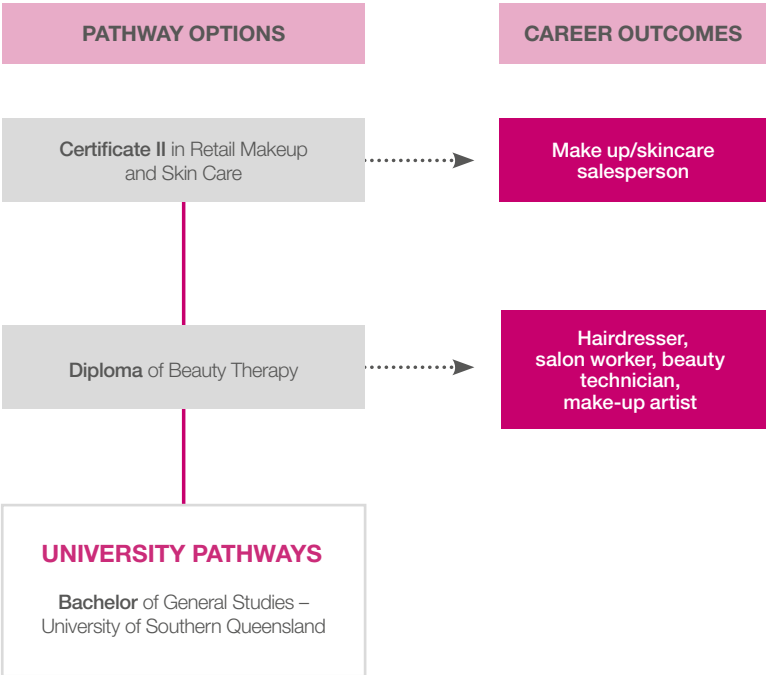 PATHWAY OPTIONS
CAREER OUTCOMES
Certificate II in Retail Makeup
and Skin Care
Make up/skincare
salesperson
Diploma of Beauty Therapy
Hairdresser,
salon worker, beauty
technician,
make-up artist
UNIVERSITY PATHWAYS
Bachelor of General Studies –
University of Southern Queensland